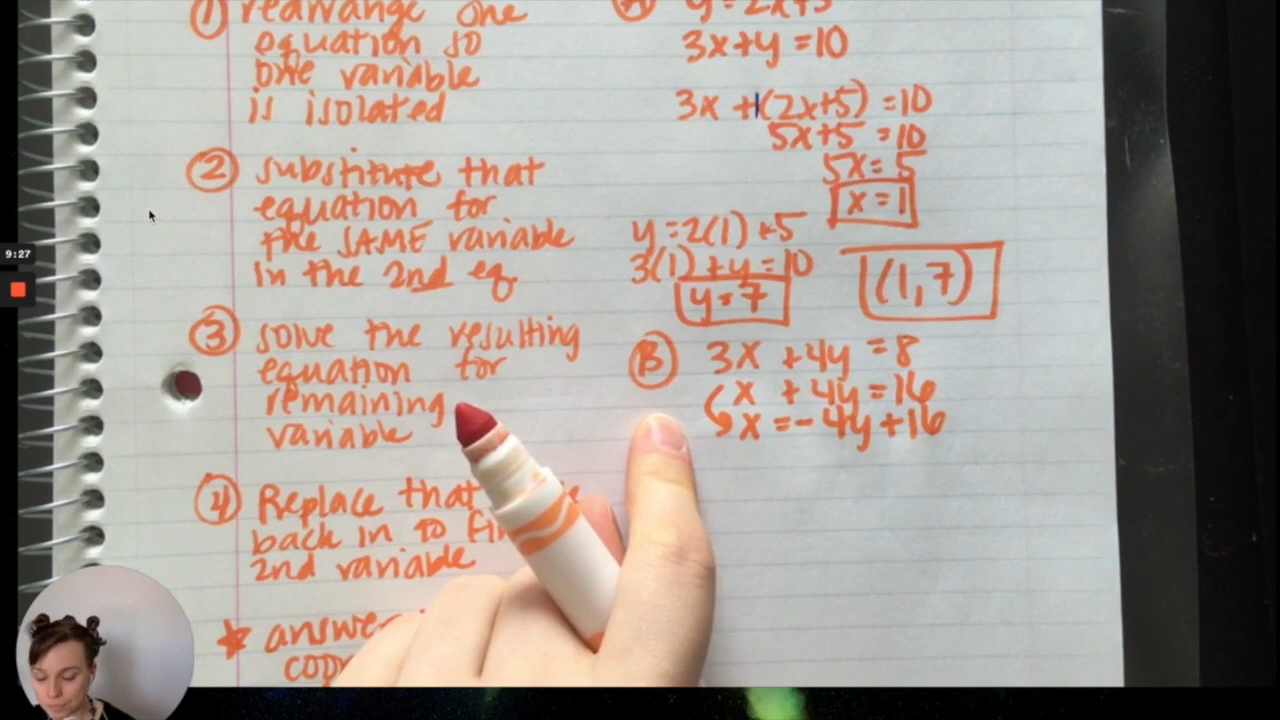 ① rearrange one
equation so
one variable
is isolated
② substitute that
equation for
the SAME variable
in the 2nd eq.
③ solve the resulting
equation for
remaining
variable
④ Replace that
back in to
2nd variable
★
Ⓐ y = 2x+5
3x+y = 10
3x +1(2x+5) = 10
5x+5 = 10
5x = 5
x = 1
y = 2(1) +5
3(1) + y = 10
y = 7
(1,7)
Ⓑ 3x + 4y = 8
x + 4y = 16
x = - 4y + 16
9:27